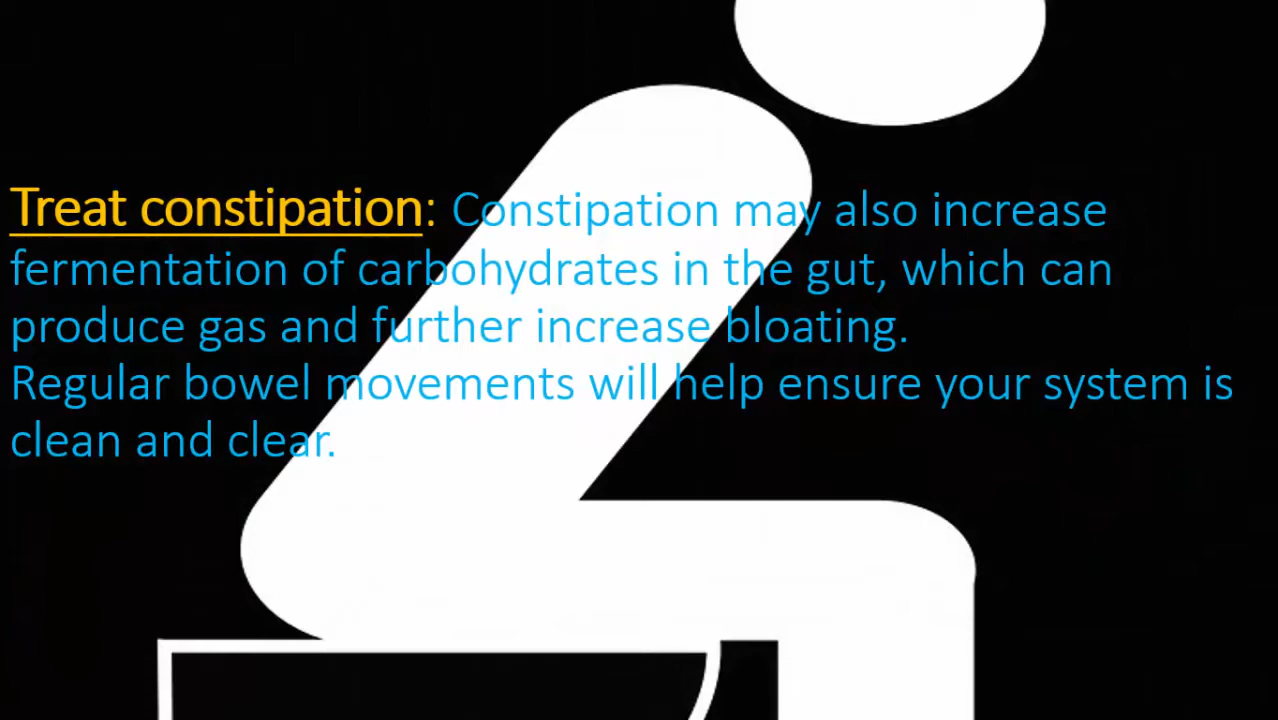 Treat constipation: Constipation may also increase
fermentation of carbohydrates in the gut, which can
produce gas and further increase bloating.
Regular bowel movements will help ensure your system is
clean and clear.